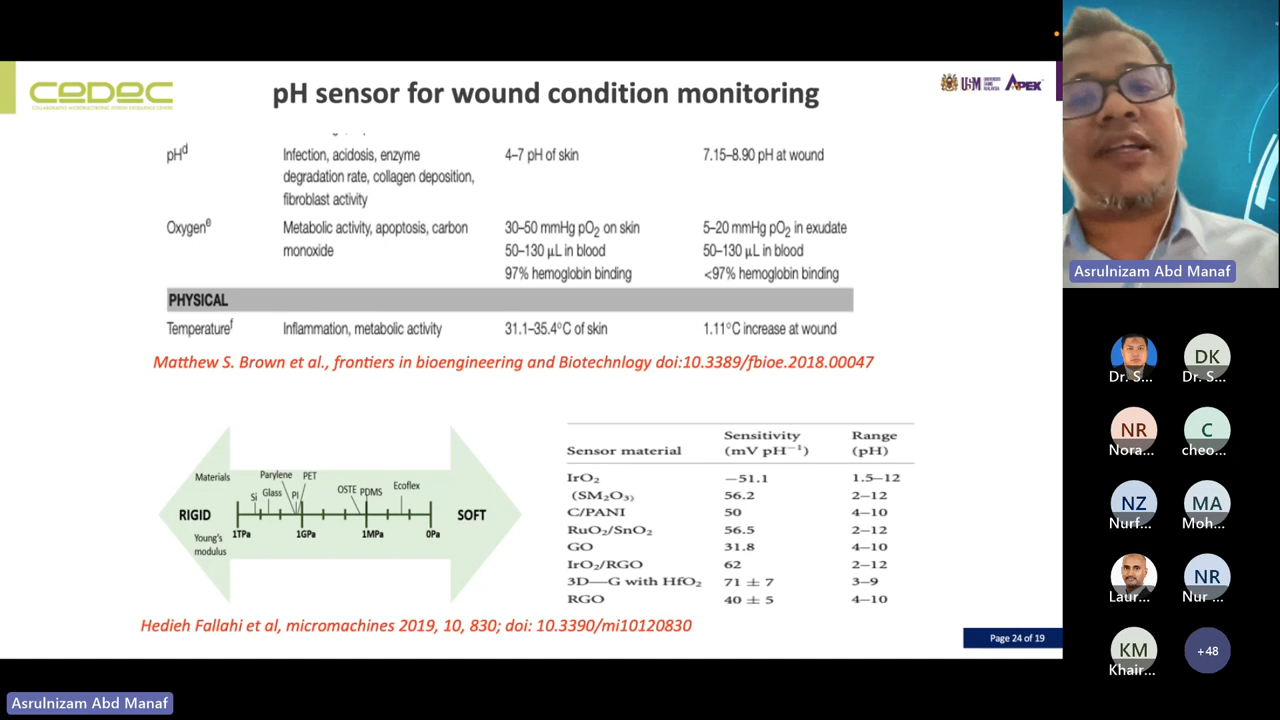 CEDEC
COLLABORATIVE MICROELECTRONIC DESIGN EXCELLENCE CENTRE
pH sensor for wound condition monitoring
USM
UNIVERSITI SAINS MALAYSIA
APEX
pHd Infection, acidosis, enzyme 4–7 pH of skin 7.15–8.90 pH at wound
degradation rate, collagen deposition,
fibroblast activity
Oxygene Metabolic activity, apoptosis, carbon 30–50 mmHg pO2 on skin 5–20 mmHg pO2 in exudate
monoxide 50–130 µL in blood 50–130 µL in blood
97% hemoglobin binding <97% hemoglobin binding
PHYSICAL
Temperaturef Inflammation, metabolic activity 31.1–35.4°C of skin 1.11°C increase at wound
Matthew S. Brown et al., frontiers in bioengineering and Biotechnlogy doi:10.3389/fbioe.2018.00047
Materials
Si
Glass
Parylene
PI
PET
OSTE
PDMS
Ecoflex
RIGID
SOFT
Young's
modulus
1TPa
1GPa
1MPa
0Pa
Sensor material Sensitivity (mV pH−1) Range (pH)
IrO2 −51.1 1.5–12
(SM2O3) 56.2 2–12
C/PANI 50 4–10
RuO2/SnO2 56.5 2–12
GO 31.8 4–10
IrO2/RGO 62 2–12
3D—G with HfO2 71 ± 7 3–9
RGO 40 ± 5 4–10
Hedieh Fallahi et al, micromachines 2019, 10, 830; doi: 10.3390/mi10120830
Page 24 of 19
Asrulnizam Abd Manaf
DK
Dr. S...
Dr. S...
NR
C
Nora...
cheo...
NZ
MA
Nurf...
Moh...
NR
Laur...
Nur ...
KM
+48
Khair...
Asrulnizam Abd Manaf